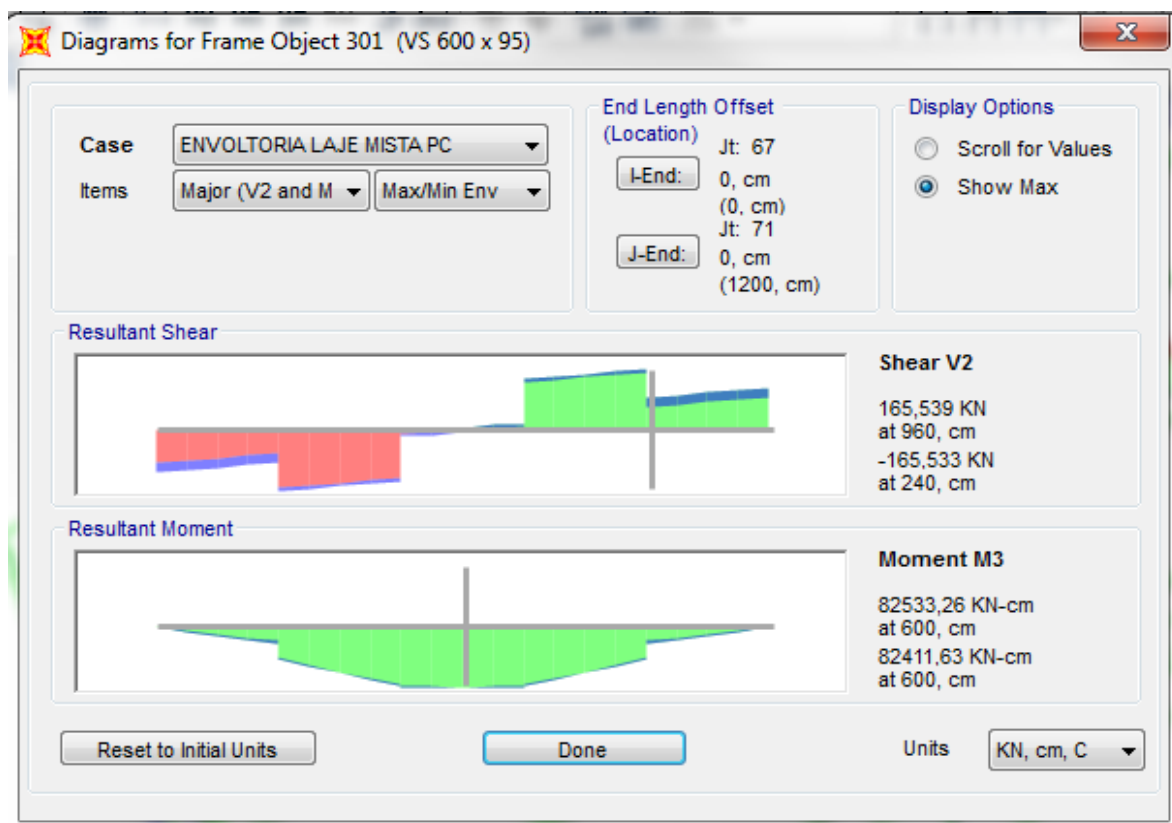 Diagrams for Frame Object 301 (VS 600 x 95)
Case
ENVOLTORIA LAJE MISTA PC
Items
Major (V2 and M
Max/Min Env
End Length Offset
(Location)
I-End:
Jt: 67
0, cm
(0, cm)
J-End:
Jt: 71
0, cm
(1200, cm)
Display Options
Scroll for Values
Show Max
Resultant Shear
Shear V2
165,539 KN
at 960, cm
-165,533 KN
at 240, cm
Resultant Moment
Moment M3
82533,26 KN-cm
at 600, cm
82411,63 KN-cm
at 600, cm
Reset to Initial Units
Done
Units
KN, cm, C